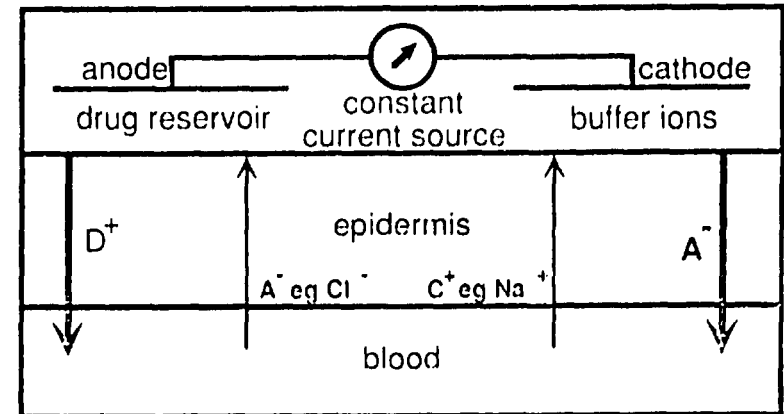 anode
cathode
drug reservoir
constant
current source
buffer ions
D⁺
epidermis
A⁻
A⁻ eg Cl⁻
C⁺ eg Na⁺
blood